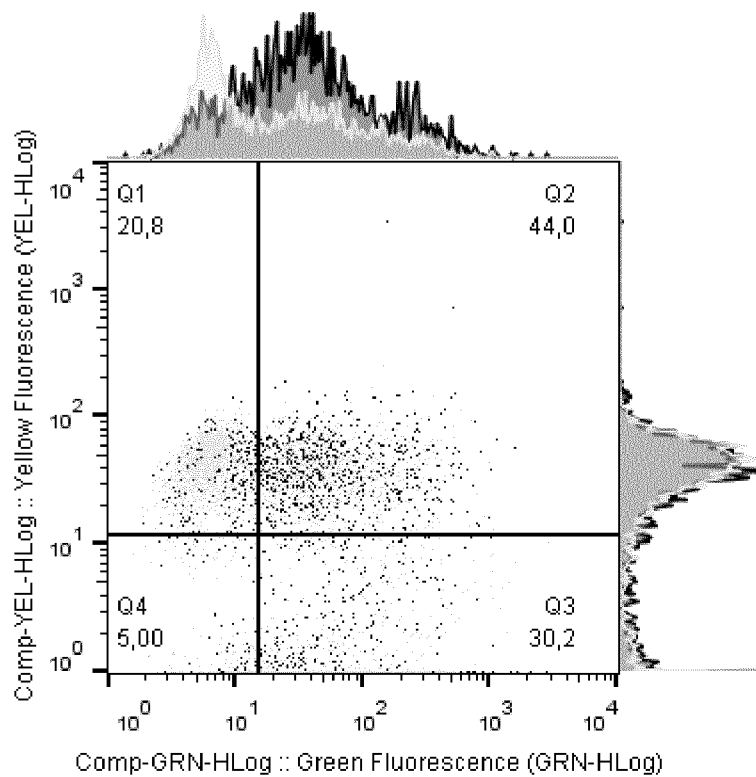 Q1
20,8
Q2
44,0
Q4
5,00
Q3
30,2
Comp-YEL-HLog :: Yellow Fluorescence (YEL-HLog)
10^4
10^3
10^2
10^1
10^0
10^0 10^1 10^2 10^3 10^4
Comp-GRN-HLog :: Green Fluorescence (GRN-HLog)